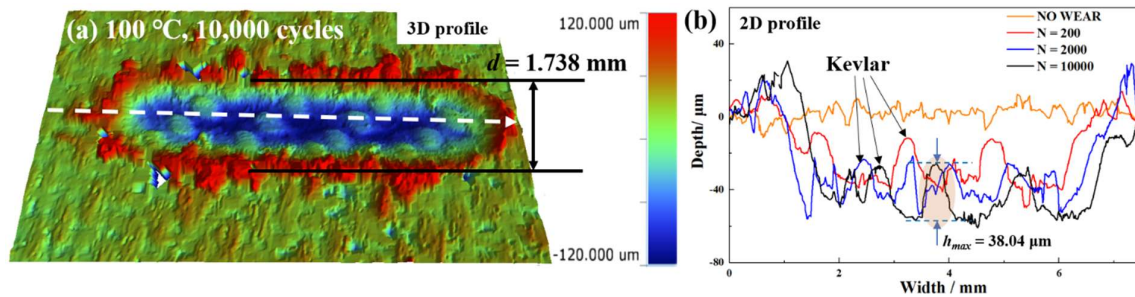 (a) 100 ℃, 10,000 cycles
3D profile
120.000 um
-120.000 um
d = 1.738 mm
(b)
2D profile
NO WEAR
N = 200
N = 2000
N = 10000
Kevlar
h_max = 38.04 μm
Depth/ μm
40
0
-40
-80
0 2 4 6
Width / mm